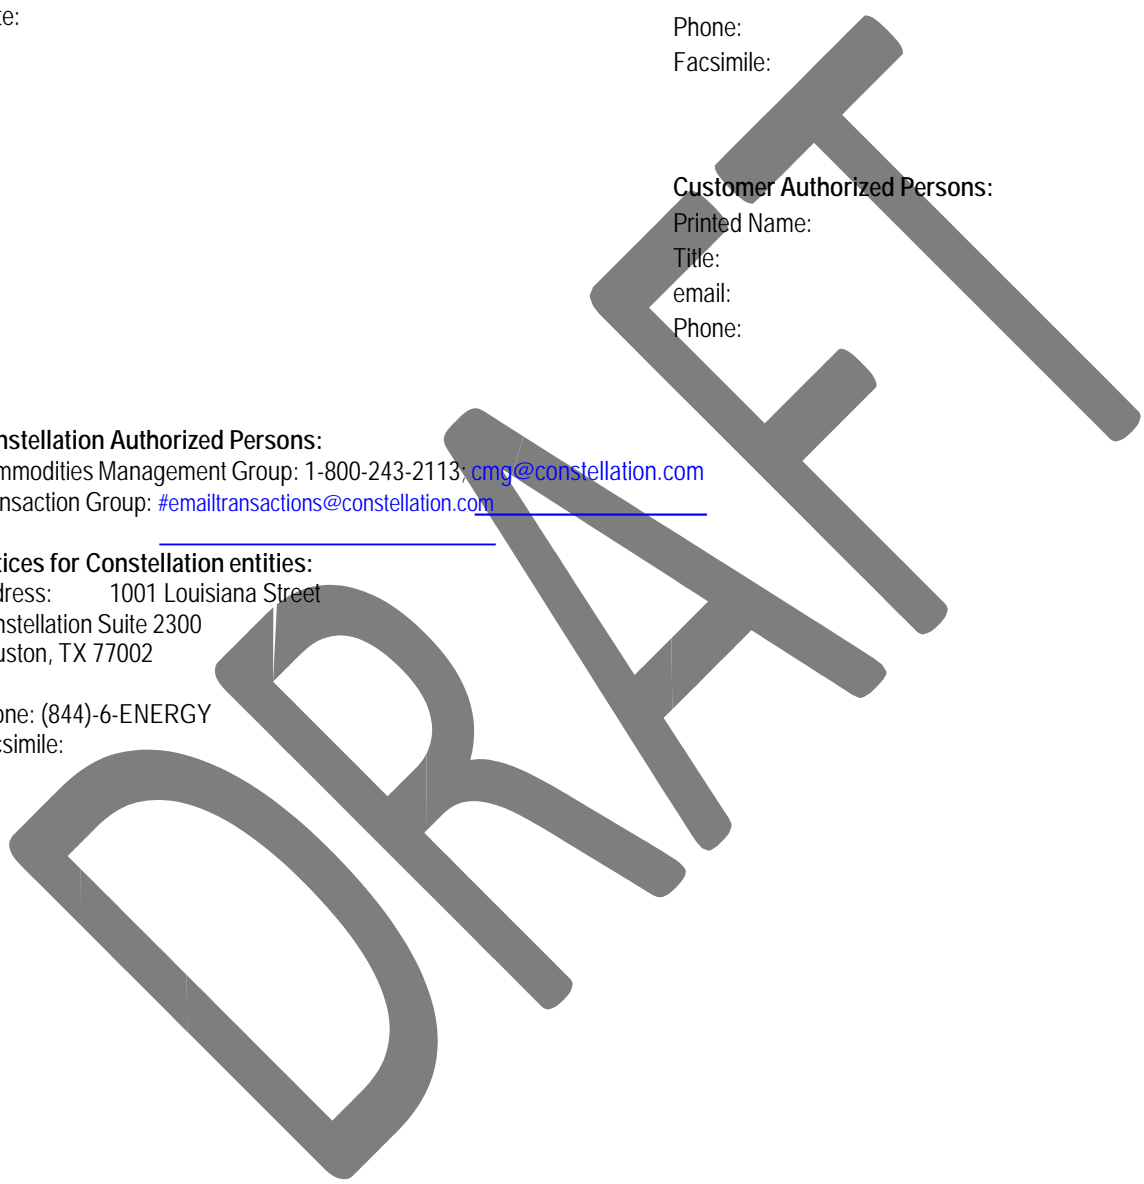 te:
Phone:
Facsimile:
Customer Authorized Persons:
Printed Name:
Title:
email:
Phone:
nstellation Authorized Persons:
mmodities Management Group: 1-800-243-2113; cmg@constellation.com
ansaction Group: #emailtransactions@constellation.com
tices for Constellation entities:
dress: 1001 Louisiana Street
nstellation Suite 2300
uston, TX 77002
one: (844)-6-ENERGY
csimile:
DRAFT